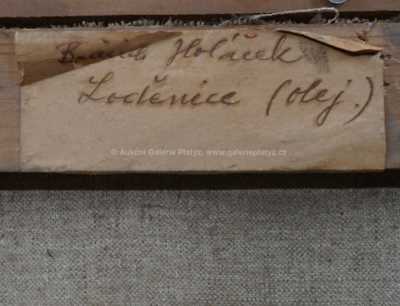 Holáček
Loděnice (olej.)
© Aukční Galerie Platýz, www.galerieplatyz.cz